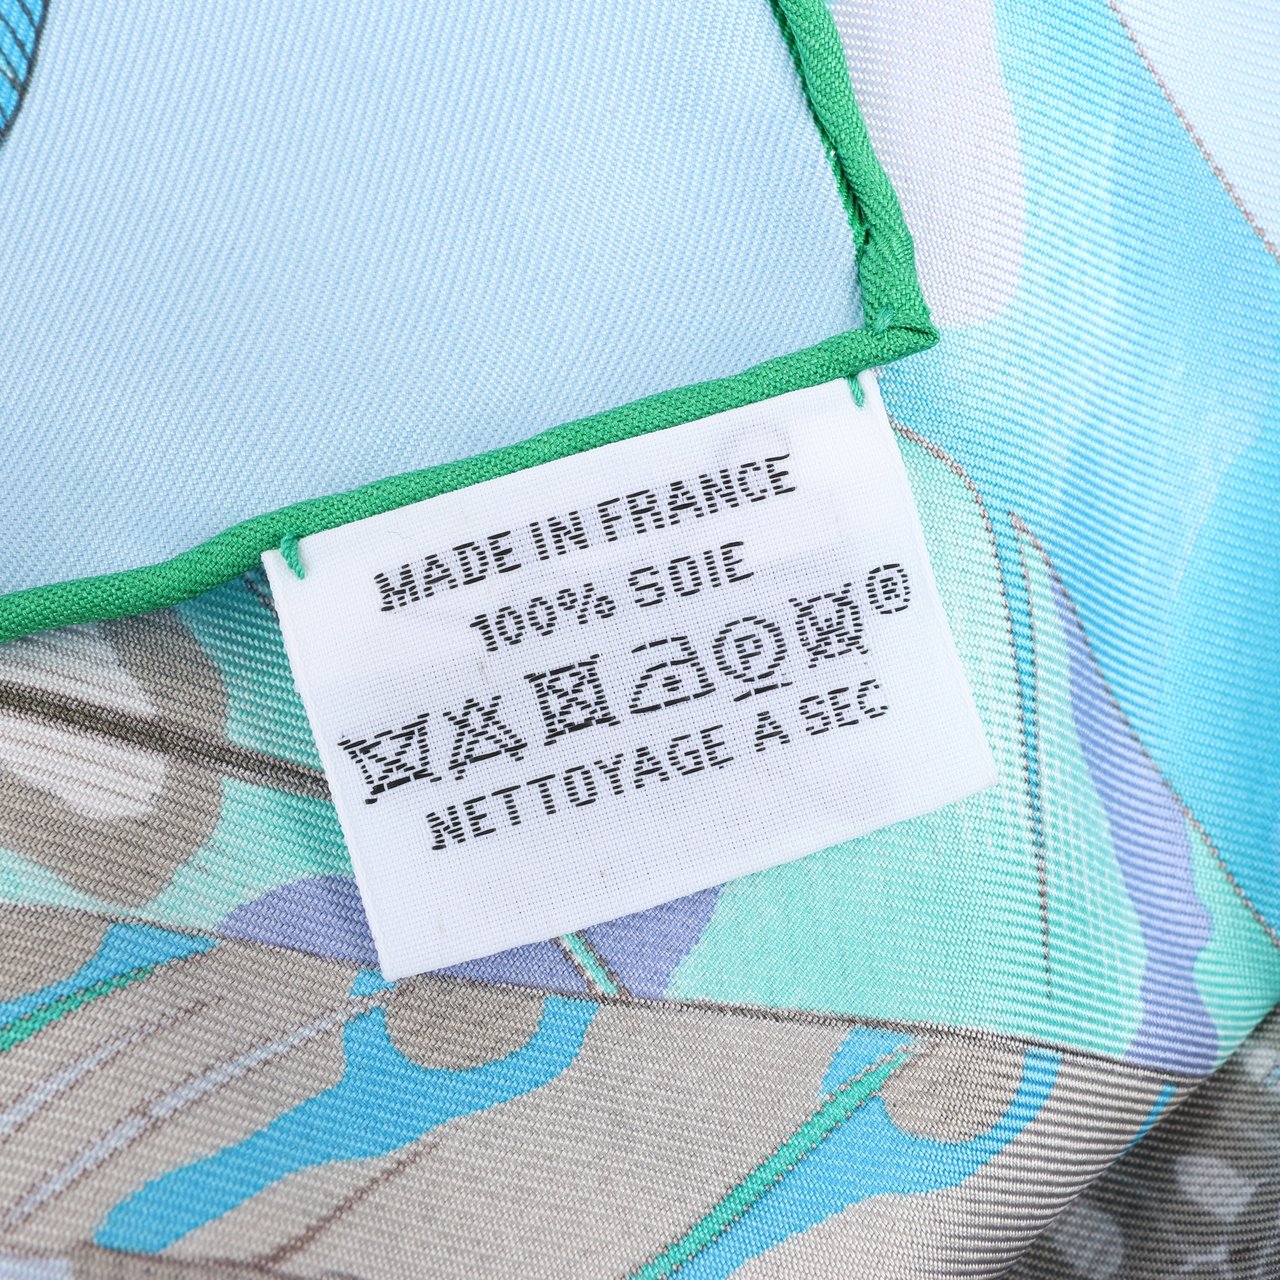 MADE IN FRANCE
100% SOIE
P W ®
NETTOYAGE A SEC